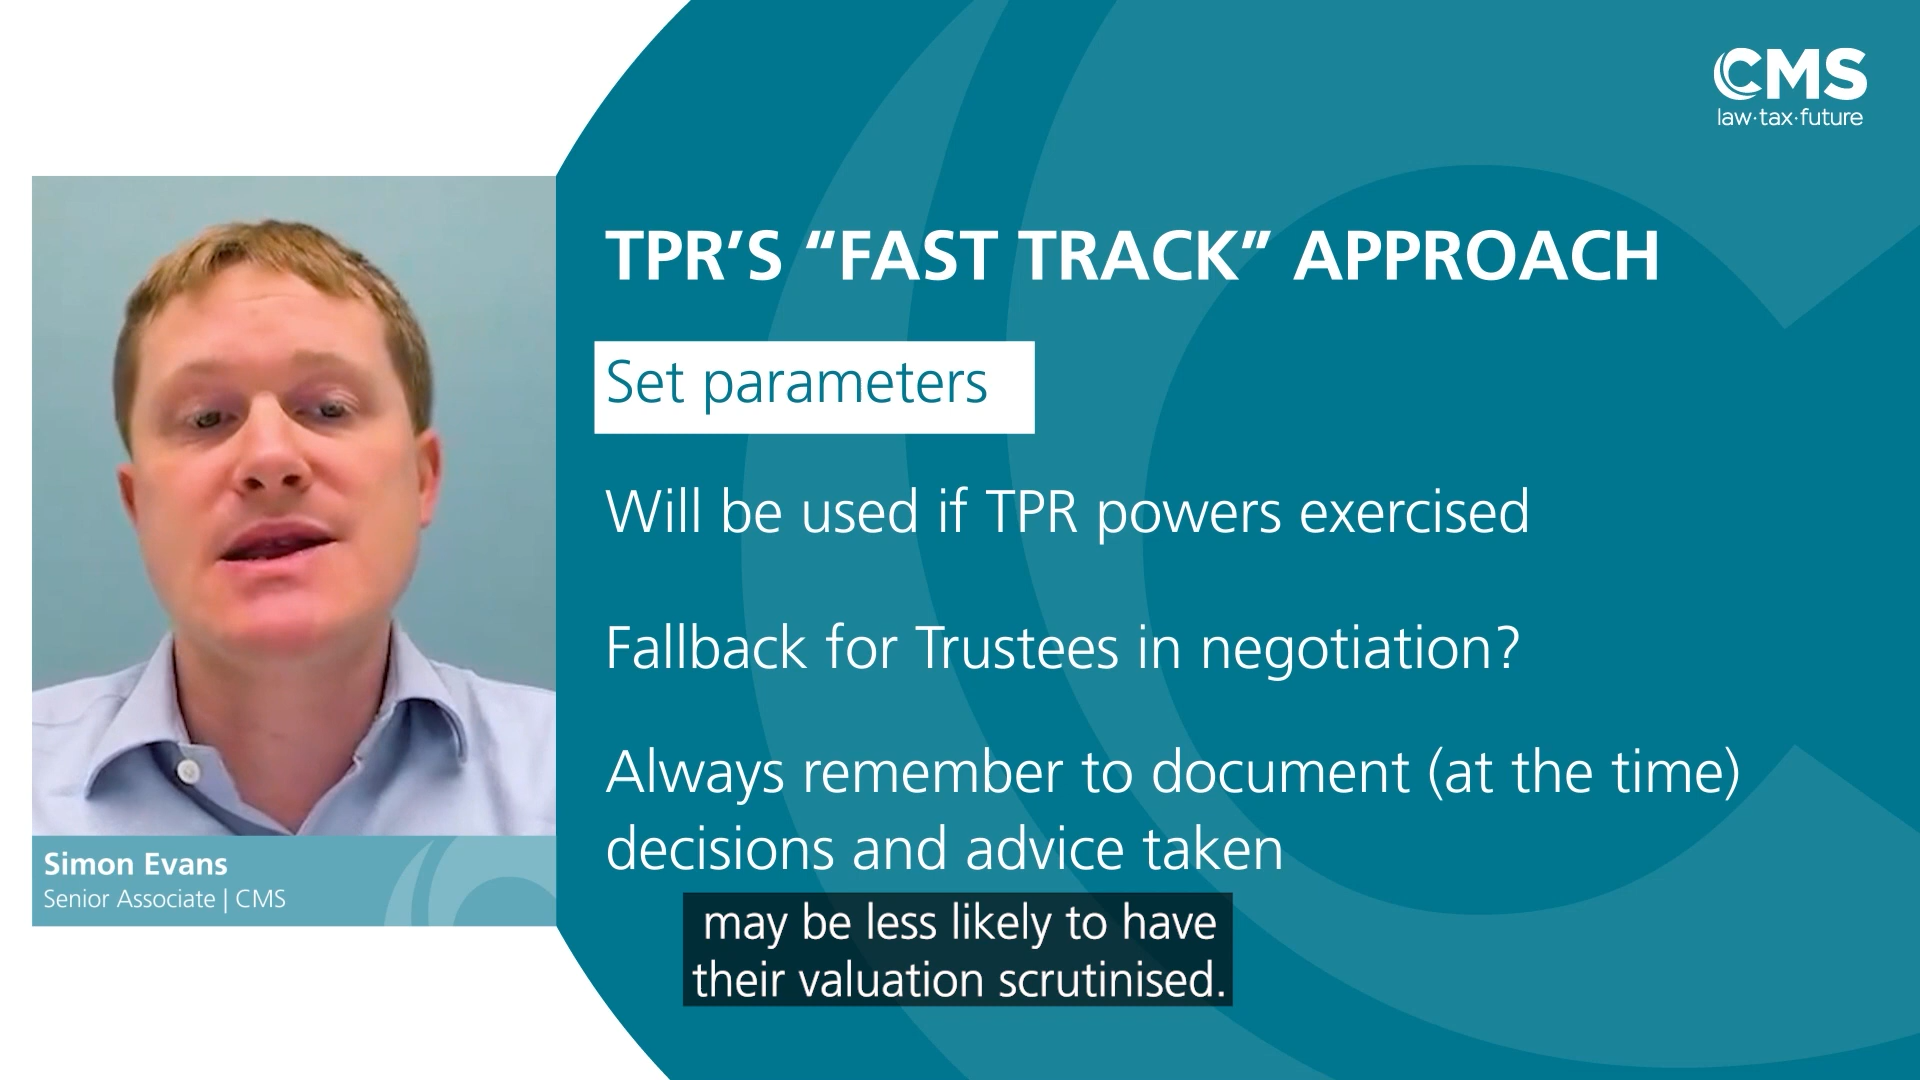 CMS
law·tax·future
TPR’S “FAST TRACK” APPROACH
Set parameters
Will be used if TPR powers exercised
Fallback for Trustees in negotiation?
Always remember to document (at the time)
decisions and advice taken
Simon Evans
Senior Associate | CMS
may be less likely to have
their valuation scrutinised.